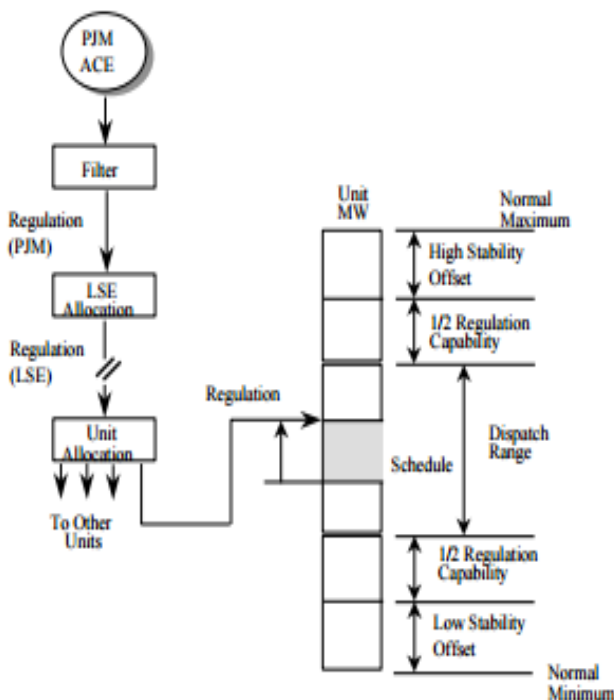 PJM
ACE
Filter
Regulation
(PJM)
LSE
Allocation
Regulation
(LSE)
Unit
Allocation
To Other
Units
Regulation
Unit
MW
Normal
Maximum
High Stability
Offset
1/2 Regulation
Capability
Schedule
Dispatch
Range
1/2 Regulation
Capability
Low Stability
Offset
Normal
Minimum